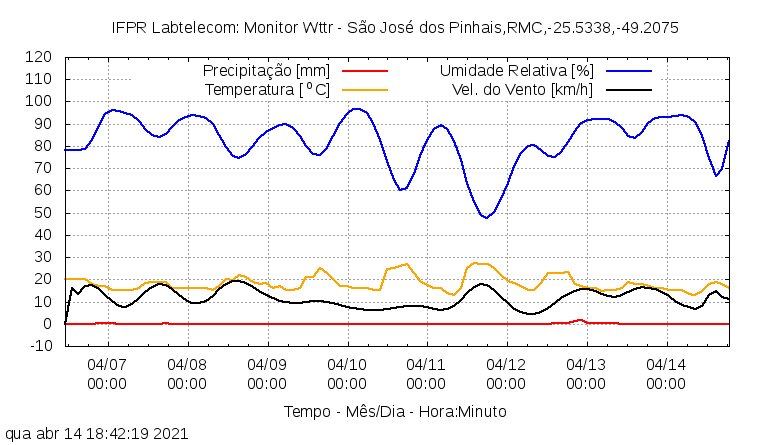 IFPR Labtelecom: Monitor Wttr - São José dos Pinhais,RMC,-25.5338,-49.2075
120
110
100
90
80
70
60
50
40
30
20
10
0
-10
Precipitação [mm]
Temperatura [⁰C]
Umidade Relativa [%]
Vel. do Vento [km/h]
04/07 04/08 04/09 04/10 04/11 04/12 04/13 04/14
00:00 00:00 00:00 00:00 00:00 00:00 00:00 00:00
Tempo - Mês/Dia - Hora:Minuto
qua abr 14 18:42:19 2021